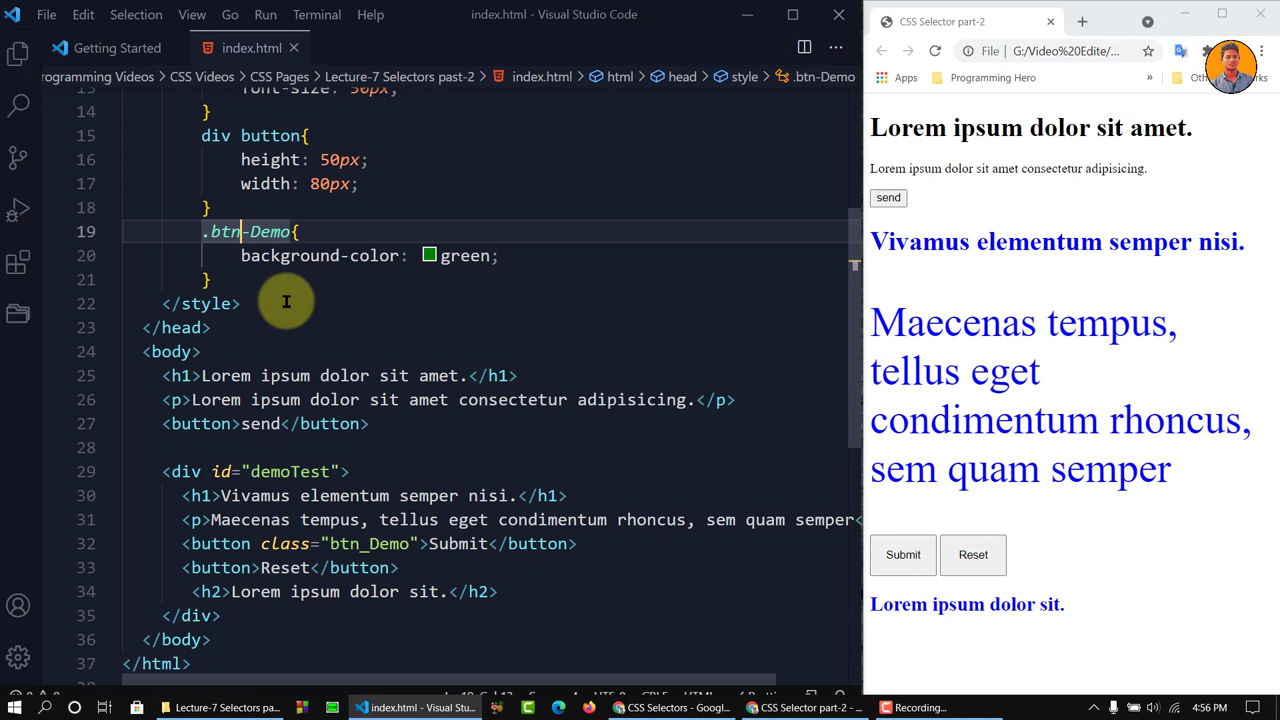 File Edit Selection View Go Run Terminal Help index.html - Visual Studio Code
Getting Started index.html
rogramming Videos > CSS Videos > CSS Pages > Lecture-7 Selectors past-2 > index.html > html > head > style > .btn-Demo
font-size: 50px;
14 }
15 div button{
16 height: 50px;
17 width: 80px;
18 }
19 .btn-Demo{
20 background-color: green;
21 }
22 </style>
23 </head>
24 <body>
25 <h1>Lorem ipsum dolor sit amet.</h1>
26 <p>Lorem ipsum dolor sit amet consectetur adipisicing.</p>
27 <button>send</button>
28
29 <div id="demoTest">
30 <h1>Vivamus elementum semper nisi.</h1>
31 <p>Maecenas tempus, tellus eget condimentum rhoncus, sem quam semper<
32 <button class="btn_Demo">Submit</button>
33 <button>Reset</button>
34 <h2>Lorem ipsum dolor sit.</h2>
35 </div>
36 </body>
37 </html>
CSS Selector part-2
File | G:/Video%20Edite/...
Apps Programming Hero »
Lorem ipsum dolor sit amet.
Lorem ipsum dolor sit amet consectetur adipisicing.
send
Vivamus elementum semper nisi.
Maecenas tempus,
tellus eget
condimentum rhoncus,
sem quam semper
Submit Reset
Lorem ipsum dolor sit.
Lecture-7 Selectors pa... index.html - Visual Stu... CSS Selectors - Googl... CSS Selector part-2 - ... Recording... 4:56 PM